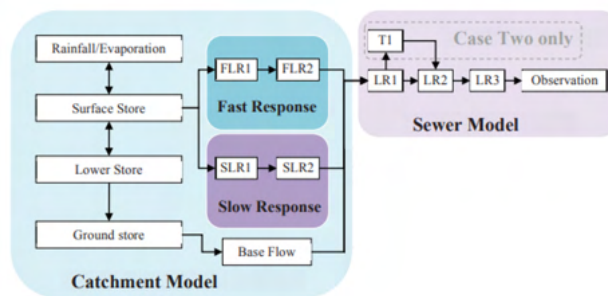 Rainfall/Evaporation
Surface Store
Lower Store
Ground store
FLR1 FLR2
Fast Response
SLR1 SLR2
Slow Response
Base Flow
Catchment Model
T1 Case Two only
LR1 LR2 LR3 Observation
Sewer Model